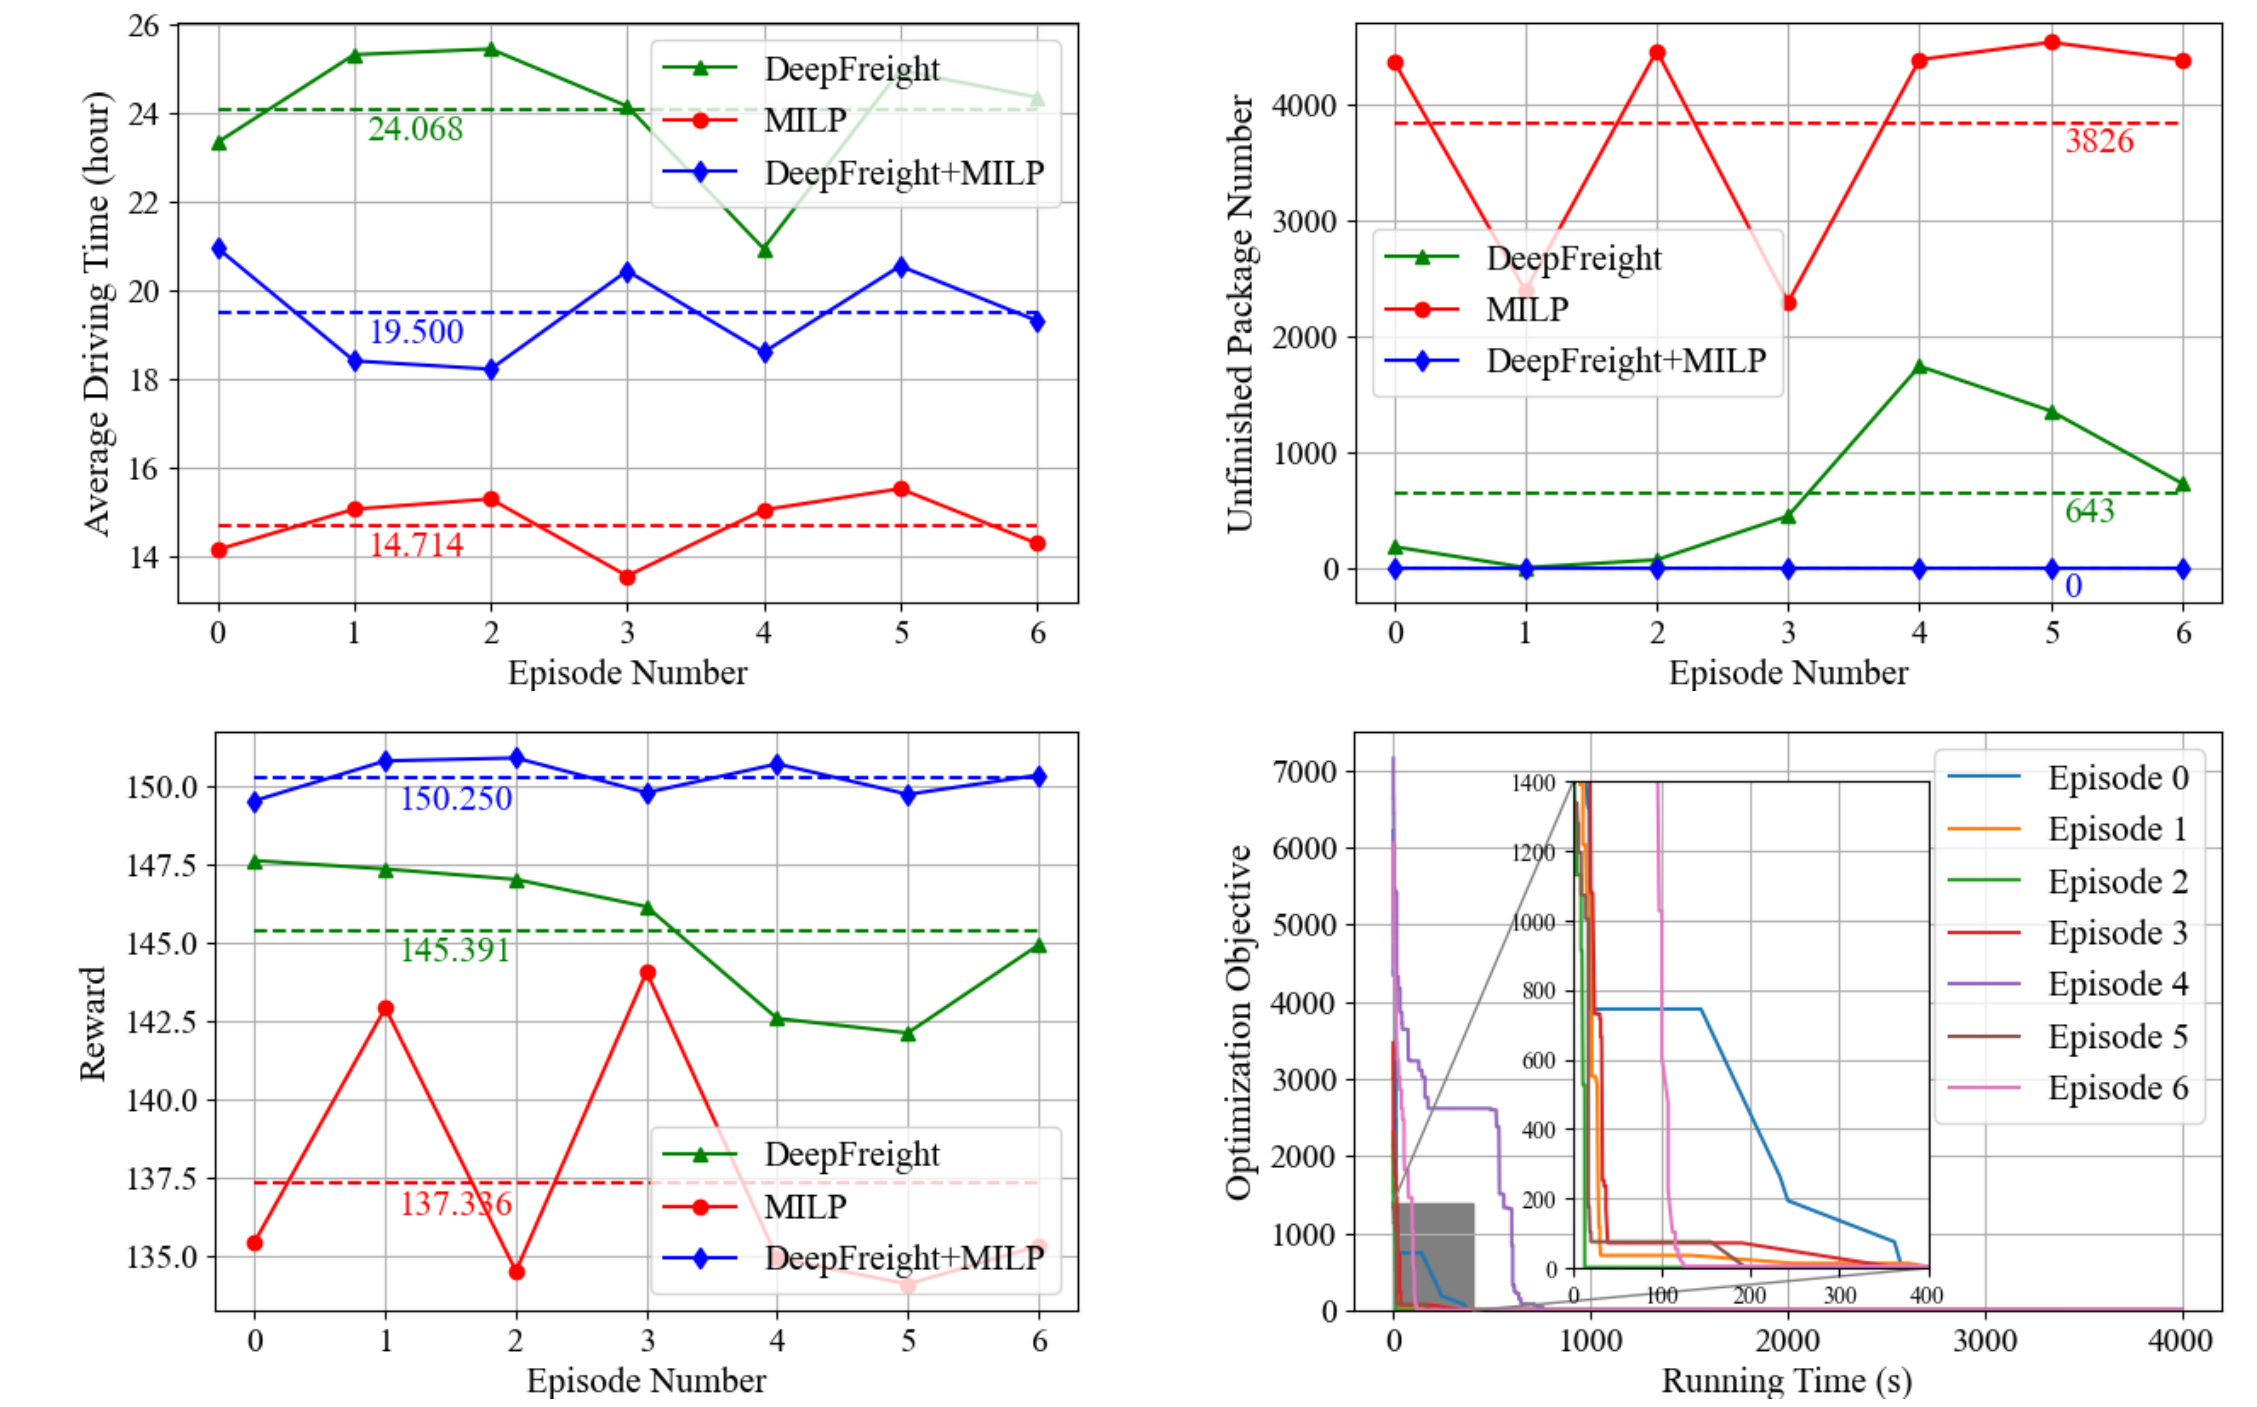 26
24
22
20
18
16
14
Average Driving Time (hour)
DeepFreight
MILP
DeepFreight+MILP
24.068
19.500
14.714
0 1 2 3 4 5 6
Episode Number
4000
3000
2000
1000
0
Unfinished Package Number
3826
DeepFreight
MILP
DeepFreight+MILP
643
0
0 1 2 3 4 5 6
Episode Number
150.0
147.5
145.0
142.5
140.0
137.5
135.0
Reward
150.250
145.391
137.336
DeepFreight
MILP
DeepFreight+MILP
0 1 2 3 4 5 6
Episode Number
7000
6000
5000
4000
3000
2000
1000
0
Optimization Objective
1400
1200
1000
800
600
400
200
0
0 100 200 300 400
Episode 0
Episode 1
Episode 2
Episode 3
Episode 4
Episode 5
Episode 6
0 1000 2000 3000 4000
Running Time (s)